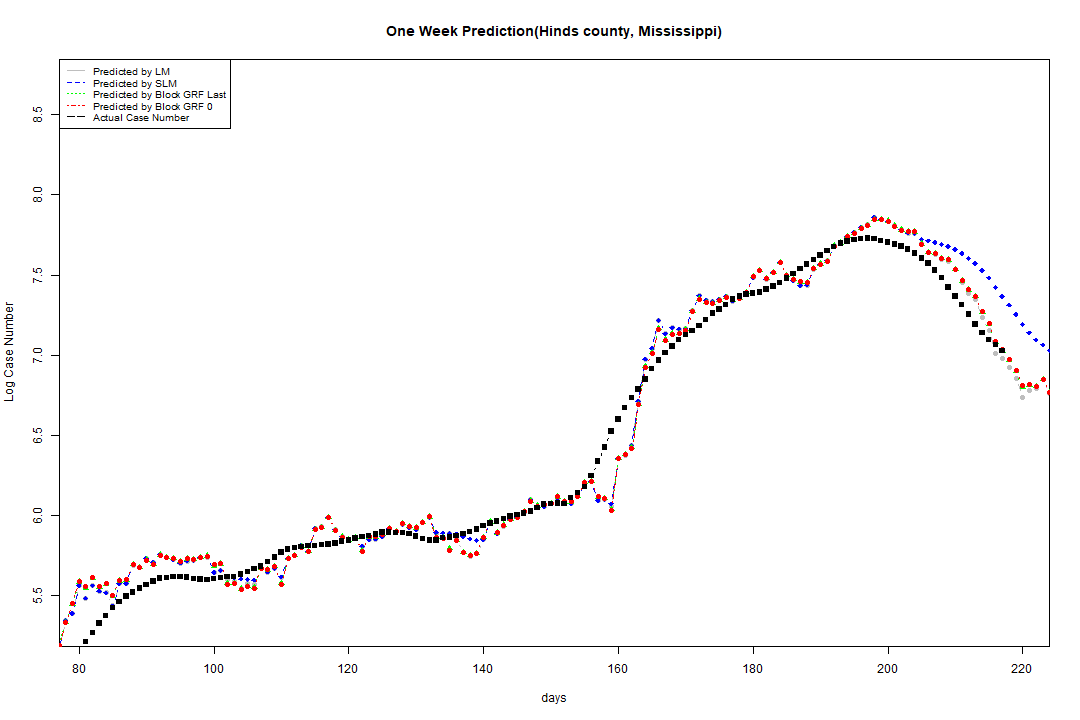 One Week Prediction(Hinds county, Mississippi)
Predicted by LM
Predicted by SLM
Predicted by Block GRF Last
Predicted by Block GRF 0
Actual Case Number
8.5
8.0
7.5
7.0
6.5
6.0
5.5
Log Case Number
80 100 120 140 160 180 200 220
days